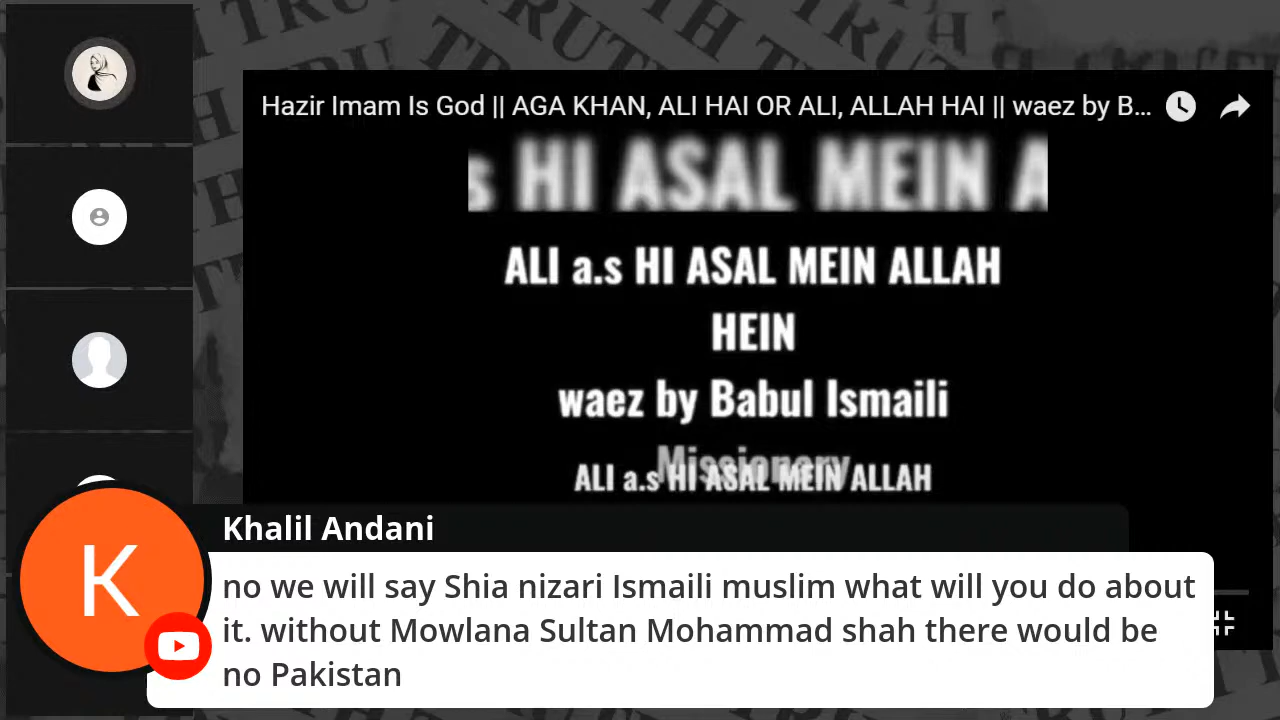 Hazir Imam Is God || AGA KHAN, ALI HAI OR ALI, ALLAH HAI || waez by B...
s HI ASAL MEIN A
ALI a.s HI ASAL MEIN ALLAH
HEIN
waez by Babul Ismaili
Missionery
ALI a.s HI ASAL MEIN ALLAH
K
Khalil Andani
no we will say Shia nizari Ismaili muslim what will you do about
it. without Mowlana Sultan Mohammad shah there would be
no Pakistan